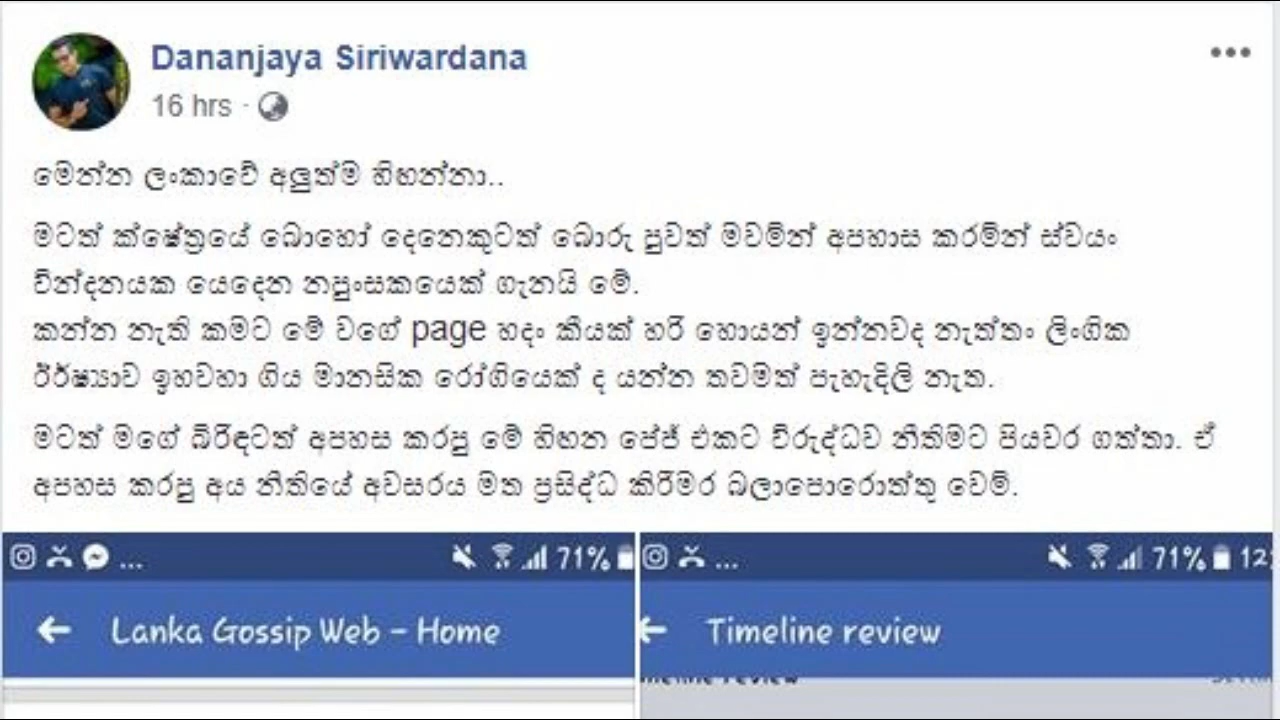 Dananjaya Siriwardana
16 hrs ·
මෙන්න ලංකාවේ අලුත්ම හිඟන්නා..
මටත් ක්ෂේත්‍රයේ බොහෝ දෙනෙකුටත් බොරු පුවත් මවමින් අපහාස කරමින් ස්වයං
වින්දනයක යෙදෙන නපුංසකයෙක් ගැනයි මේ.
කන්න නැති කමට මේ වගේ page හදං කීයක් හරි හොයන් ඉන්නවද නැත්තං ලිංගික
ඊර්ෂ්‍යාව ඉහවහා ගිය මානසික රෝගියෙක් ද යන්න තවමත් පැහැදිලි නැත.
මටත් මගේ බිරිඳටත් අපහස කරපු මේ හිඟන පේජ් එකට විරුද්ධව නීතිමට පියවර ගත්තා. ඒ
අපහස කරපු අය නිතියේ අවසරය මත ප්‍රසිද්ධ කිරීමර බලාපොරොත්තු වෙමි.
... 71% ... 71% 12
Lanka Gossip Web - Home Timeline review